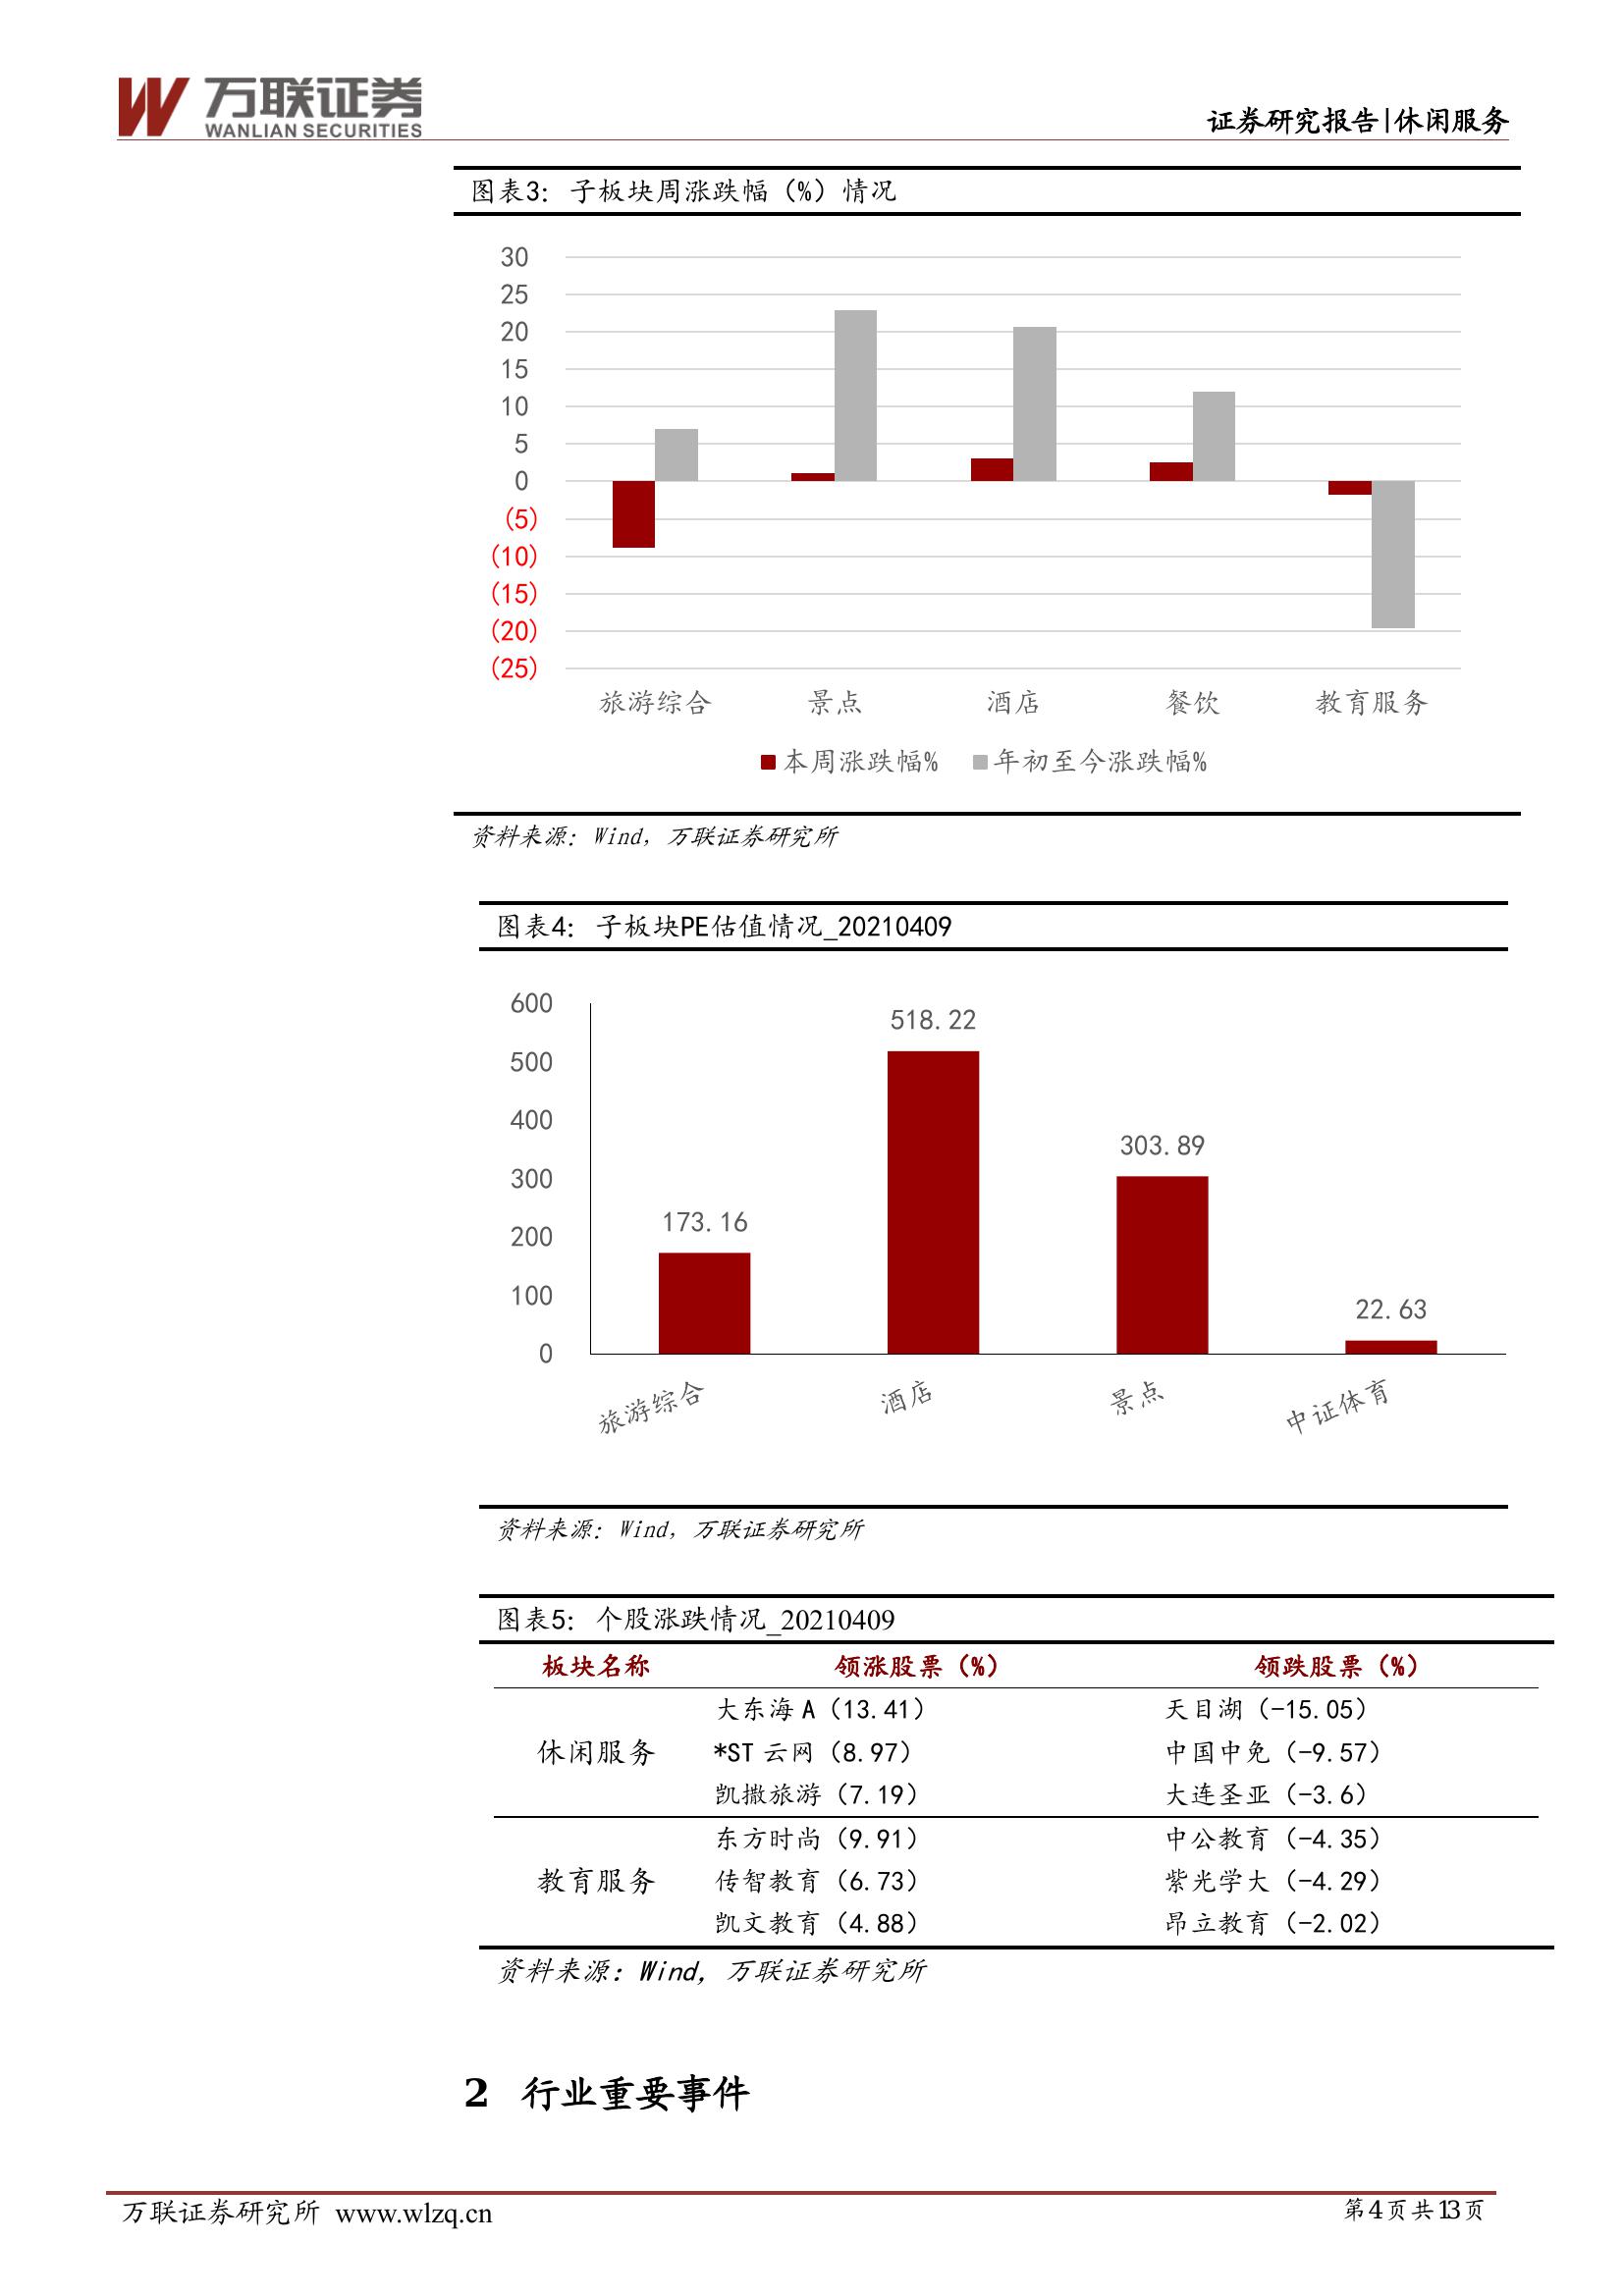 万联证券
WANLIAN SECURITIES
证券研究报告|休闲服务
图表3：子板块周涨跌幅（%）情况
30
25
20
15
10
5
0
(5)
(10)
(15)
(20)
(25)
旅游综合 景点 酒店 餐饮 教育服务
本周涨跌幅% 年初至今涨跌幅%
资料来源：Wind，万联证券研究所
图表4：子板块PE估值情况_20210409
600
500
400
300
200
100
0
518.22
303.89
173.16
22.63
旅游综合 酒店 景点 中证体育
资料来源：Wind，万联证券研究所
图表5：个股涨跌情况_20210409
板块名称 领涨股票（%） 领跌股票（%）
大东海 A（13.41） 天目湖（-15.05）
休闲服务 *ST 云网（8.97） 中国中免（-9.57）
凯撒旅游（7.19） 大连圣亚（-3.6）
东方时尚（9.91） 中公教育（-4.35）
教育服务 传智教育（6.73） 紫光学大（-4.29）
凯文教育（4.88） 昂立教育（-2.02）
资料来源：Wind，万联证券研究所
2 行业重要事件
万联证券研究所 www.wlzq.cn 第4页共13页